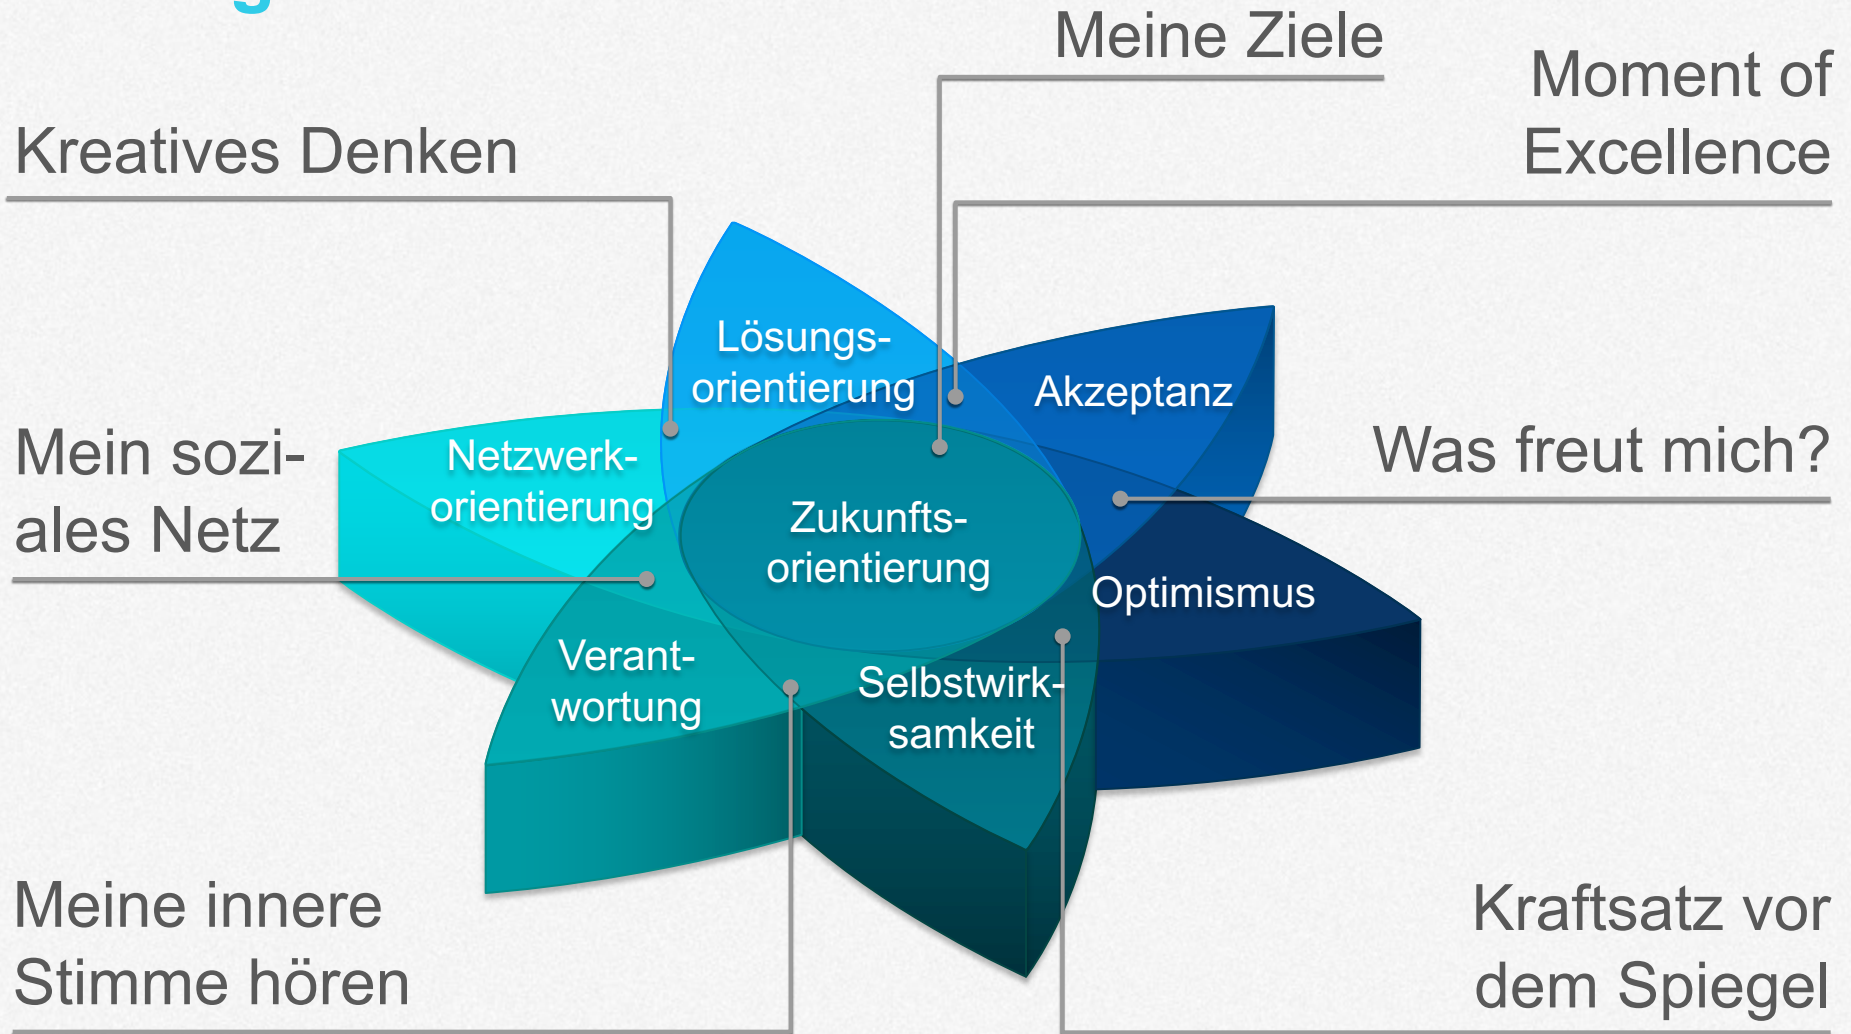 Meine Ziele
Moment of
Excellence
Kreatives Denken
Lösungs-
orientierung
Akzeptanz
Mein sozi-
ales Netz
Netzwerk-
orientierung
Was freut mich?
Zukunfts-
orientierung
Optimismus
Verant-
wortung
Selbstwirk-
samkeit
Meine innere
Stimme hören
Kraftsatz vor
dem Spiegel